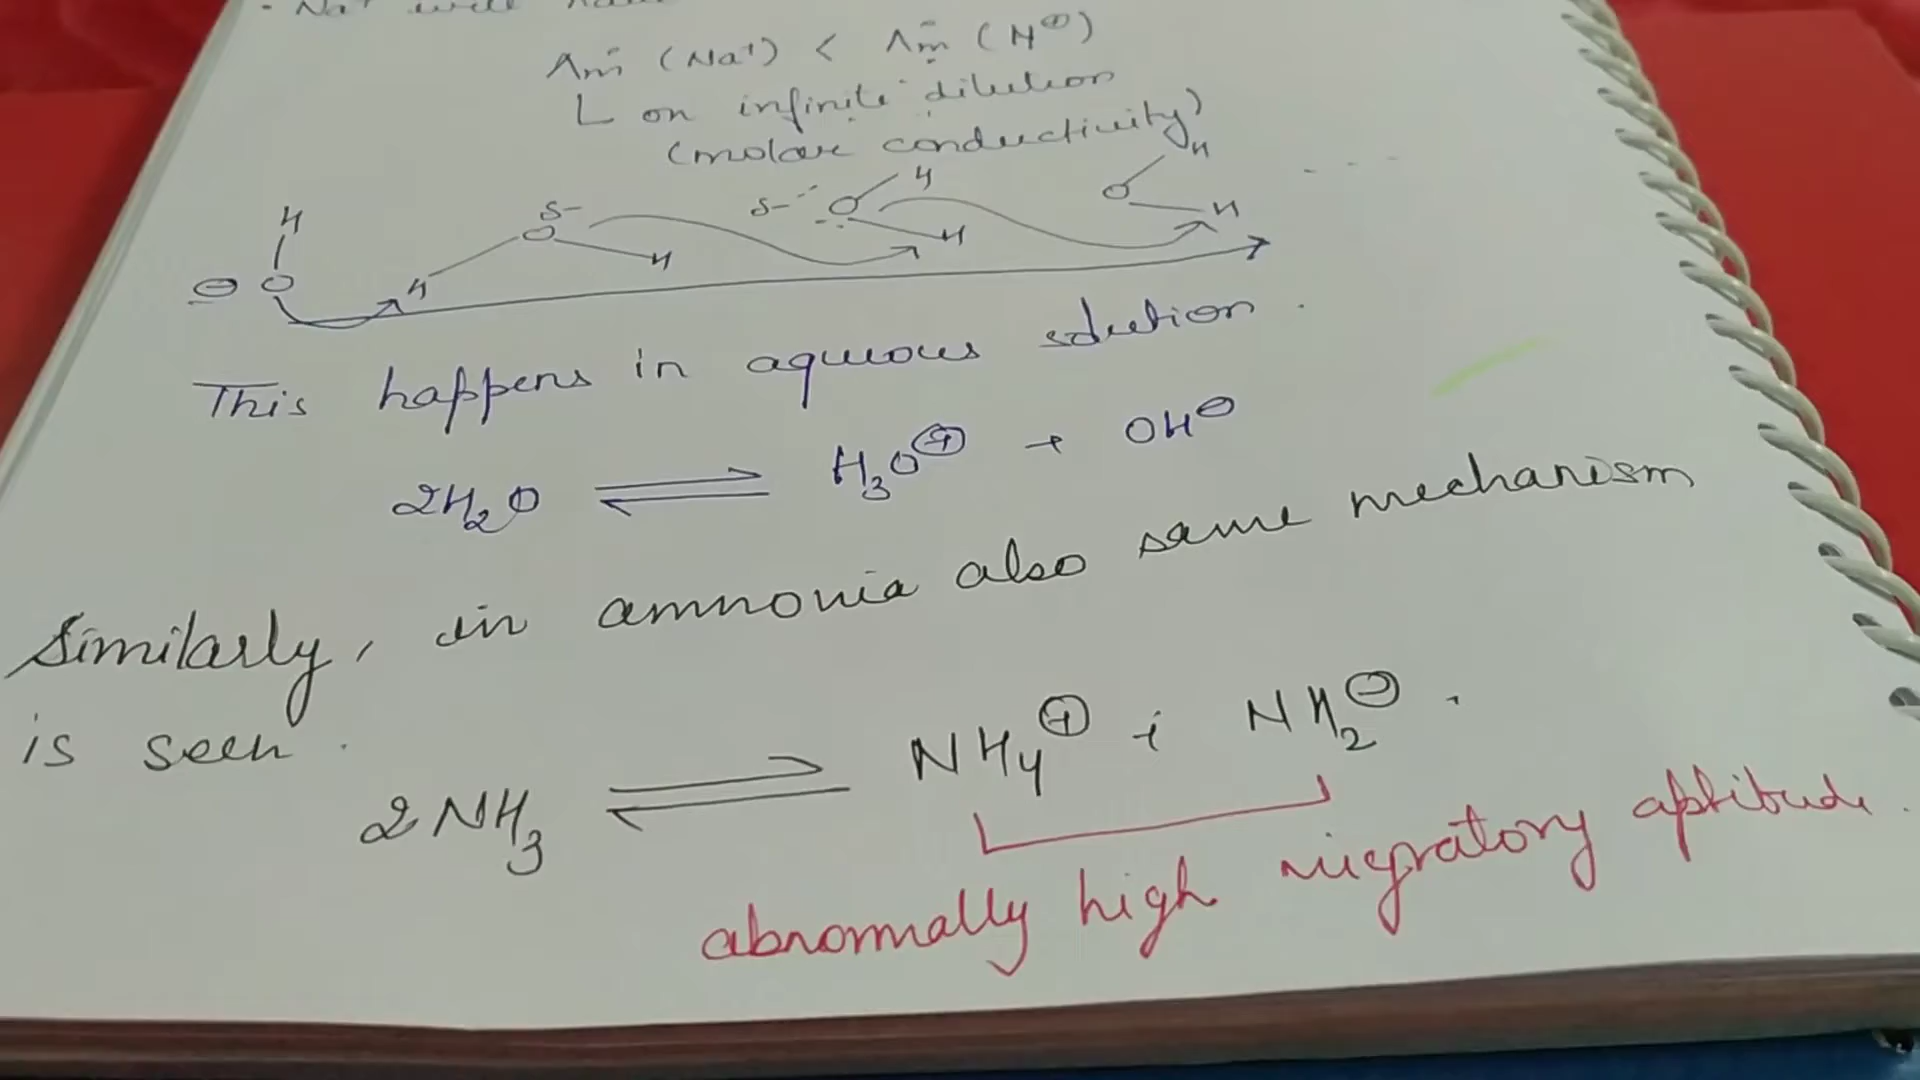 Λm° (Na⁺) < Λm° (H⊕)
on infinite dilution
(molar conductivity)
H δ- δ- H H
⊖ O H O H O H O H
This happens in aqueous solution.
2H₂O ⇌ H₃O⊕ + OH⊖
Similarly, in ammonia also same mechanism
is seen.
2NH₃ ⇌ NH₄⊕ + NH₂⊖.
abnormally high migratory aptitude.